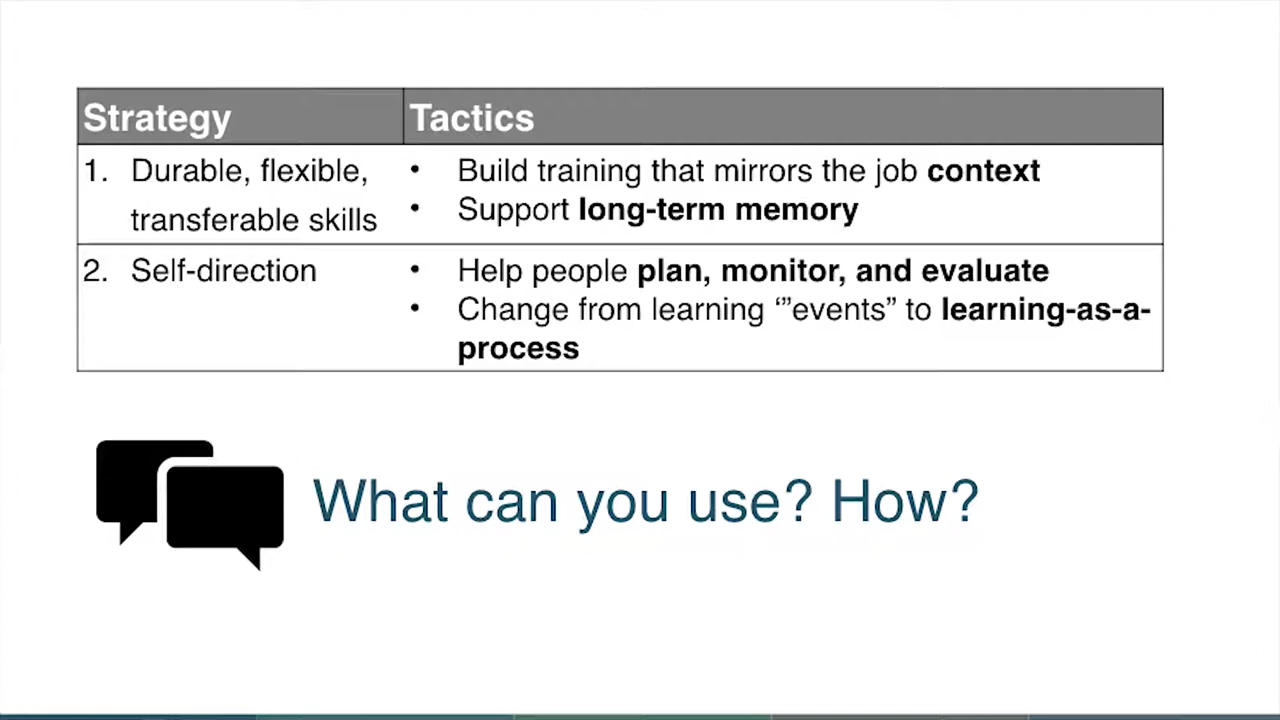 Strategy
Tactics
1. Durable, flexible,
transferable skills
• Build training that mirrors the job context
• Support long-term memory
2. Self-direction
• Help people plan, monitor, and evaluate
• Change from learning ‘”events” to learning-as-a-
process
What can you use? How?